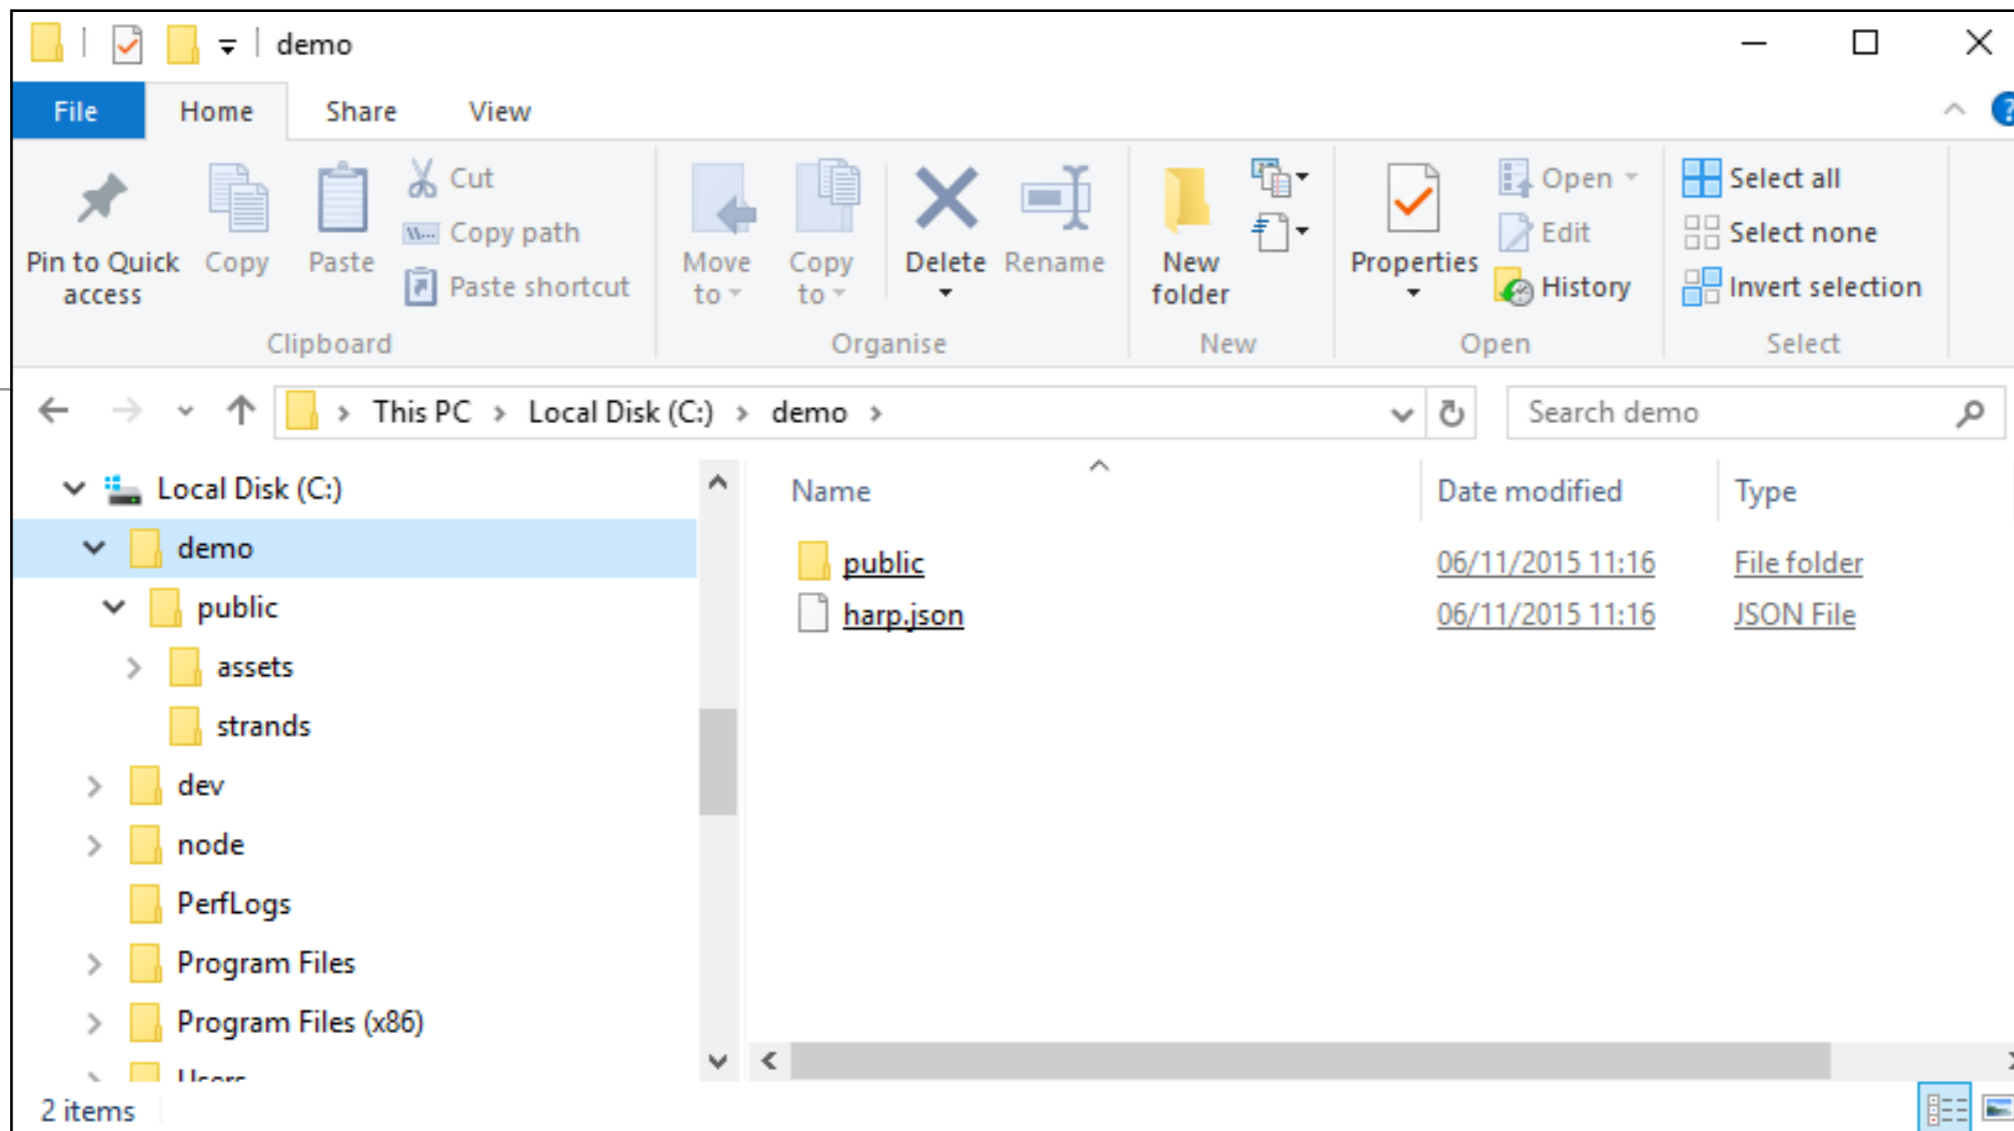 demo
File Home Share View
Pin to Quick access
Copy
Paste
Cut
Copy path
Paste shortcut
Clipboard
Move to
Copy to
Delete
Rename
Organise
New folder
New
Properties
Open
Edit
History
Open
Select all
Select none
Invert selection
Select
This PC > Local Disk (C:) > demo >
Search demo
Local Disk (C:)
demo
public
assets
strands
dev
node
PerfLogs
Program Files
Program Files (x86)
Users
Name Date modified Type
public 06/11/2015 11:16 File folder
harp.json 06/11/2015 11:16 JSON File
2 items